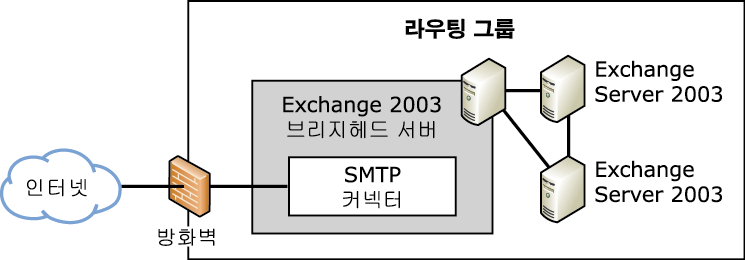 라우팅 그룹
Exchange 2003
브리지헤드 서버
SMTP
커넥터
Exchange
Server 2003
Exchange
Server 2003
인터넷
방화벽